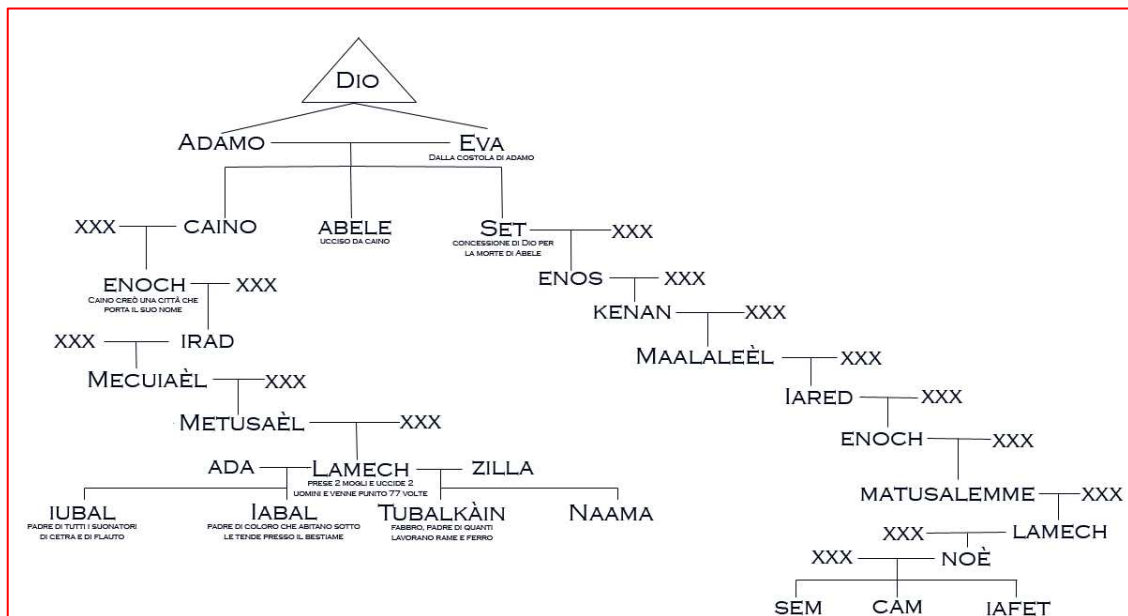 Dio
Adamo Eva
Dalla costola di Adamo
XXX Caino Abele Set XXX
ucciso da Caino
concessione di Dio per
la morte di Abele
Enoch XXX Enos XXX
Caino creò una città che
porta il suo nome
Kenan XXX
XXX Irad
Maalaleèl XXX
Mecuiaèl XXX
Iared XXX
Metusaèl XXX
Enoch XXX
Ada Lamech Zilla
prese 2 mogli e uccide 2
uomini e venne punito 77 volte
Matusalemme XXX
Iubal Iabal Tubalkàin Naama
padre di tutti i suonatori
di cetra e di flauto
padre di coloro che abitano sotto
le tende presso il bestiame
fabbro, padre di quanti
lavorano rame e ferro
XXX Lamech
XXX Noè
Sem Cam Iafet